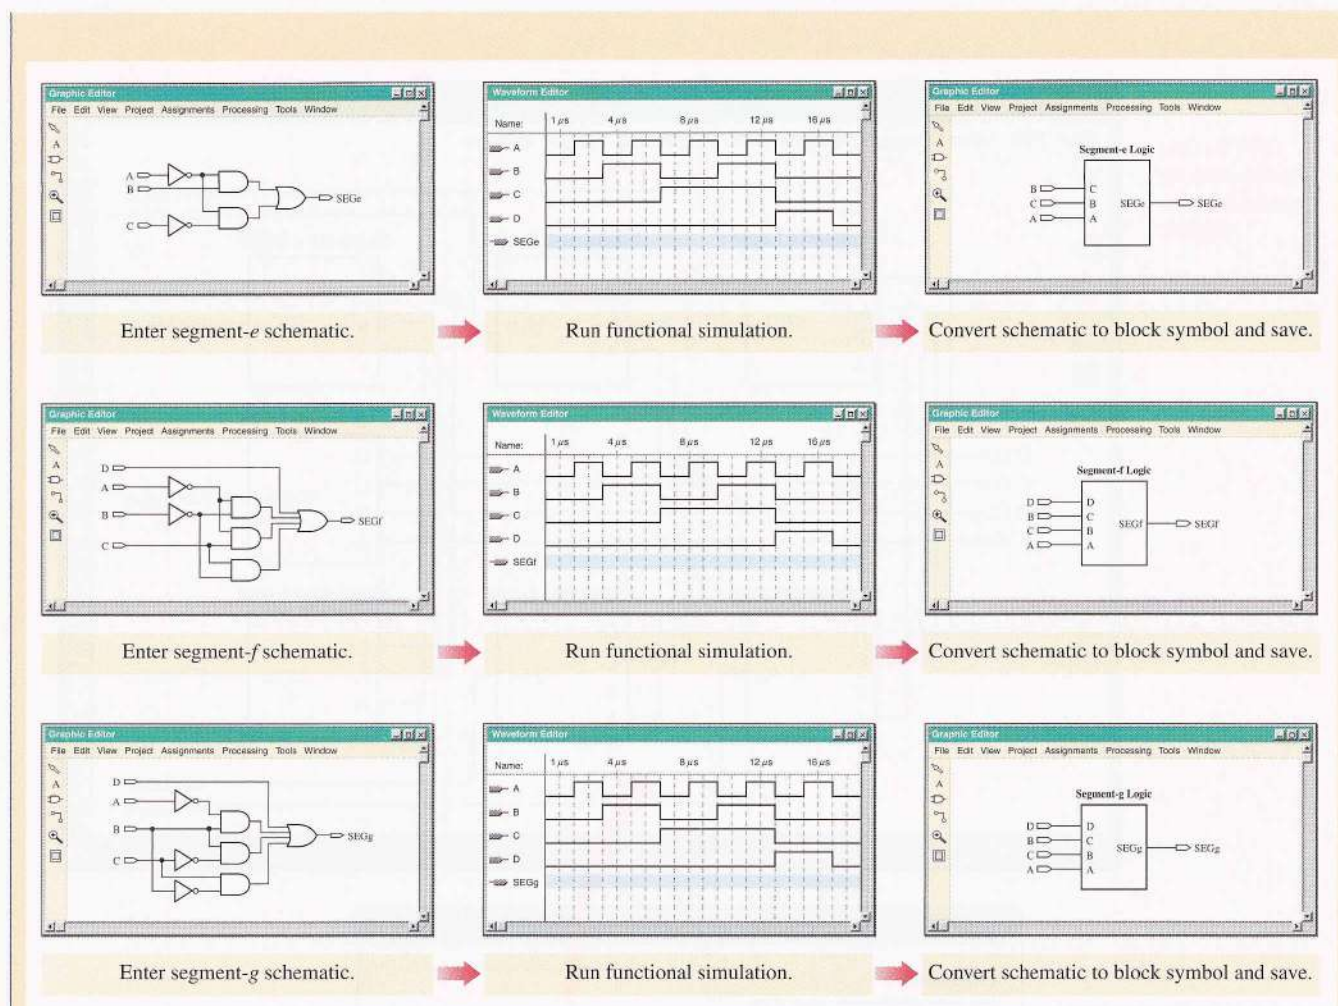 Graphic Editor
File Edit View Project Assignments Processing Tools Window
A
A
B
C
SEGe
Waveform Editor
Name: 1 µs 4 µs 8 µs 12 µs 16 µs
A
B
C
D
SEGe
Graphic Editor
File Edit View Project Assignments Processing Tools Window
A
Segment-e Logic
B C
C B SEGe SEGe
A A
Enter segment-e schematic.
Run functional simulation.
Convert schematic to block symbol and save.
Graphic Editor
File Edit View Project Assignments Processing Tools Window
A
D
A
B
C
SEGf
Waveform Editor
Name: 1 µs 4 µs 8 µs 12 µs 16 µs
A
B
C
D
SEGf
Graphic Editor
File Edit View Project Assignments Processing Tools Window
A
Segment-f Logic
D D
B C
C B
A A
SEGf SEGf
Enter segment-f schematic.
Run functional simulation.
Convert schematic to block symbol and save.
Graphic Editor
File Edit View Project Assignments Processing Tools Window
A
D
A
B
C
SEGg
Waveform Editor
Name: 1 µs 4 µs 8 µs 12 µs 16 µs
A
B
C
D
SEGg
Graphic Editor
File Edit View Project Assignments Processing Tools Window
A
Segment-g Logic
D D
B C
C B
A A
SEGg SEGg
Enter segment-g schematic.
Run functional simulation.
Convert schematic to block symbol and save.